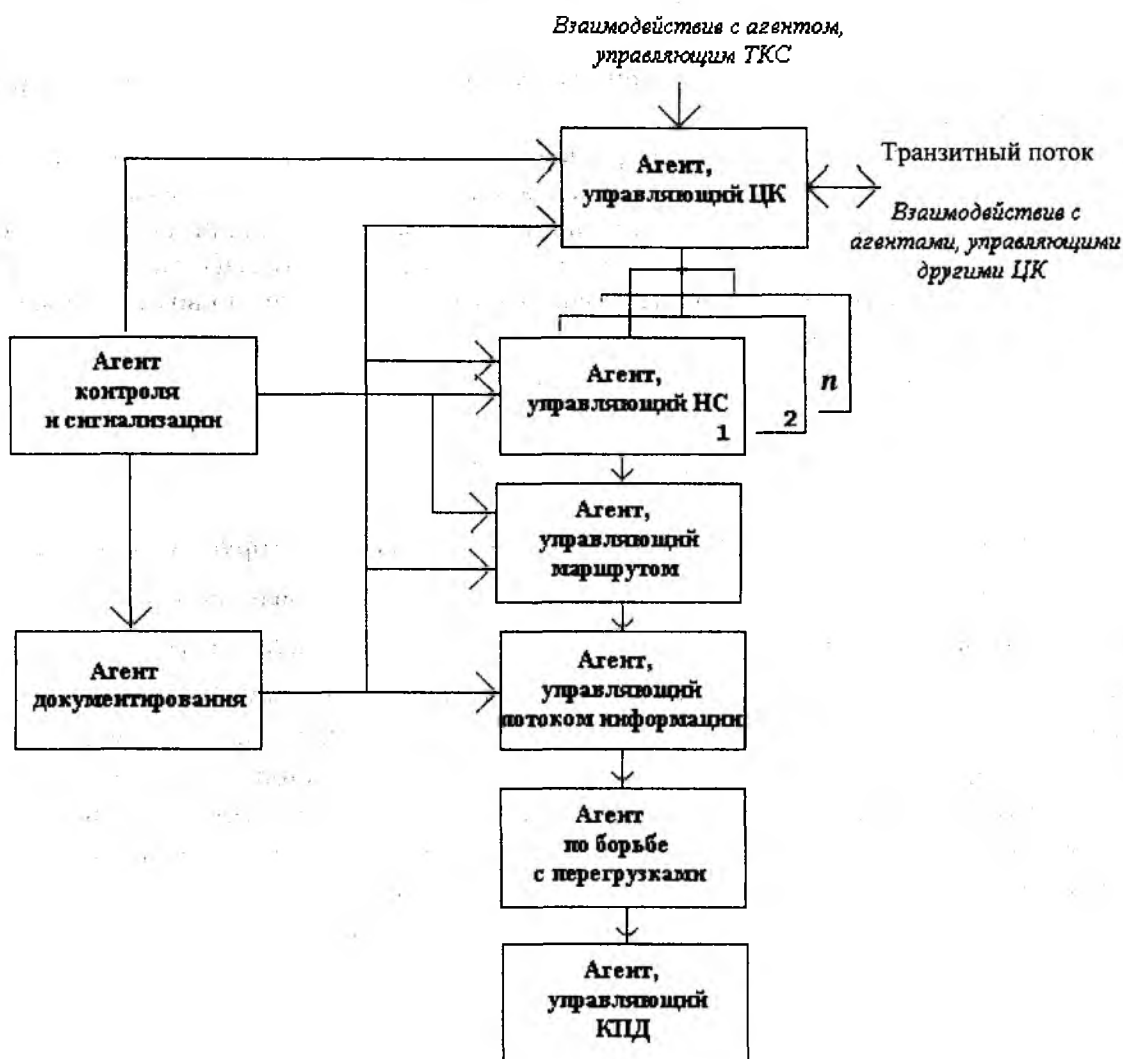 Взаимодействие с агентом,
управляющим ТКС
Агент,
управляющий ЦК
Транзитный поток
Взаимодействие с
агентами, управляющими
другими ЦК
Агент
контроля
и сигнализации
Агент,
управляющий НС
1
2
n
Агент,
управляющий
маршрутом
Агент
документирования
Агент,
управляющий
потоком информации
Агент
по борьбе
с перегрузками
Агент,
управляющий
КПД